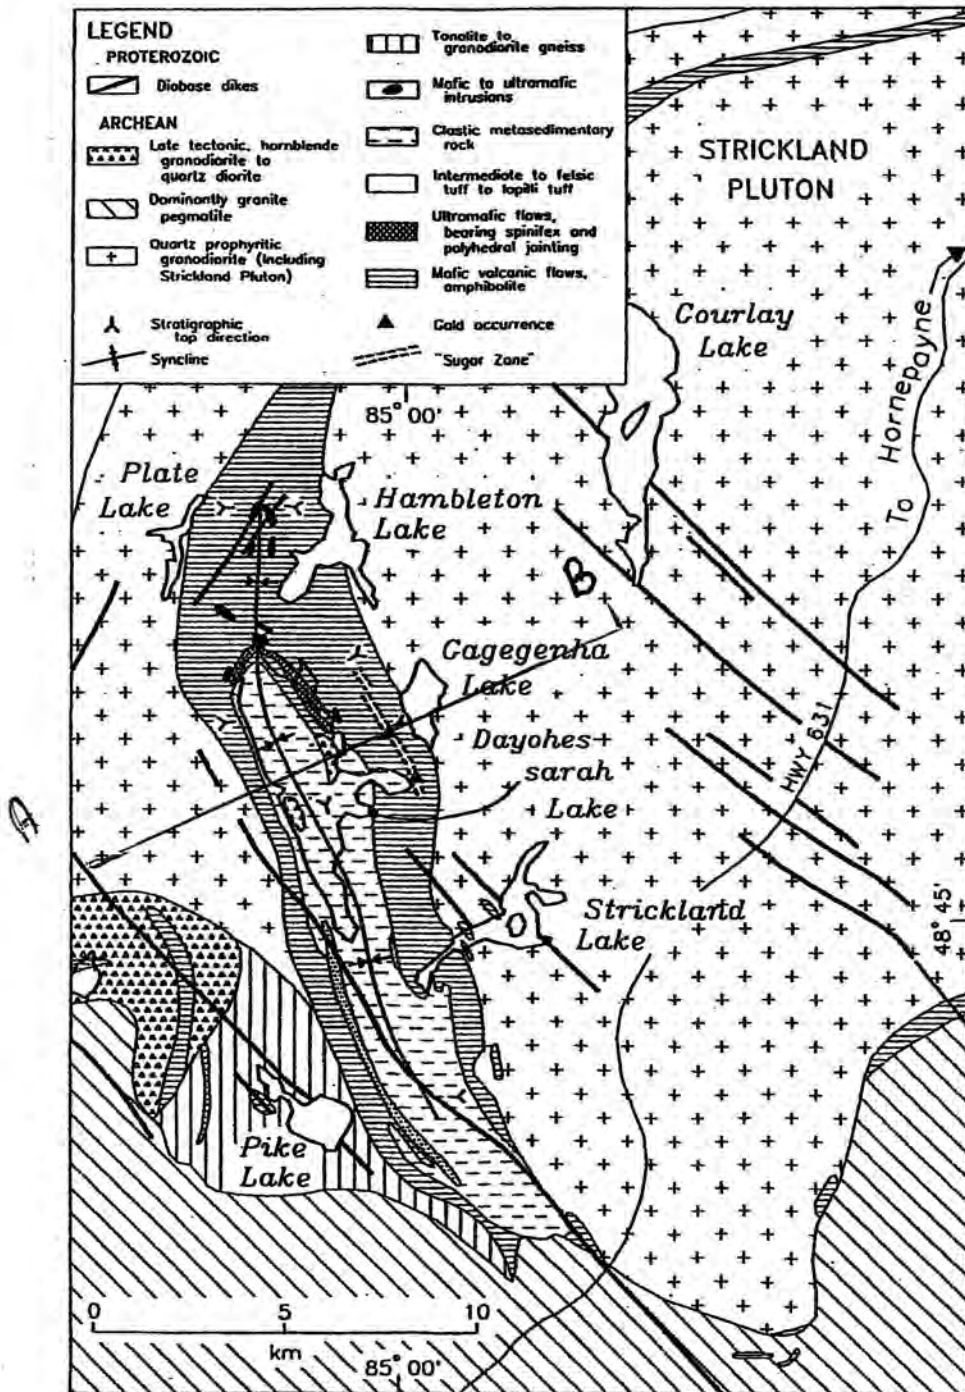 LEGEND
PROTEROZOIC
Diabase dikes
ARCHEAN
Late tectonic, hornblende
granodiorite to
quartz diorite
Dominantly granite
pegmatite
Quartz prophyritic
granodiorite (including
Strickland Pluton)
Stratigraphic
top direction
Syncline
Tonalite to
granodiorite gneiss
Mafic to ultramafic
intrusions
Clastic metasedimentary
rock
Intermediate to felsic
tuff to lapilli tuff
Ultramafic flows,
bearing spinifex and
polyhedral jointing
Mafic volcanic flows,
amphibolite
Gold occurrence
"Sugar Zone"
STRICKLAND
PLUTON
Gourlay
Lake
To Hornepayne
85° 00'
Plate
Lake
Hambleton
Lake
B
Gagegenha
Lake
Dayohes-
sarah
Lake
HWY 631
Strickland
Lake
48° 45'
Pike
Lake
0 5 10
km
85° 00'